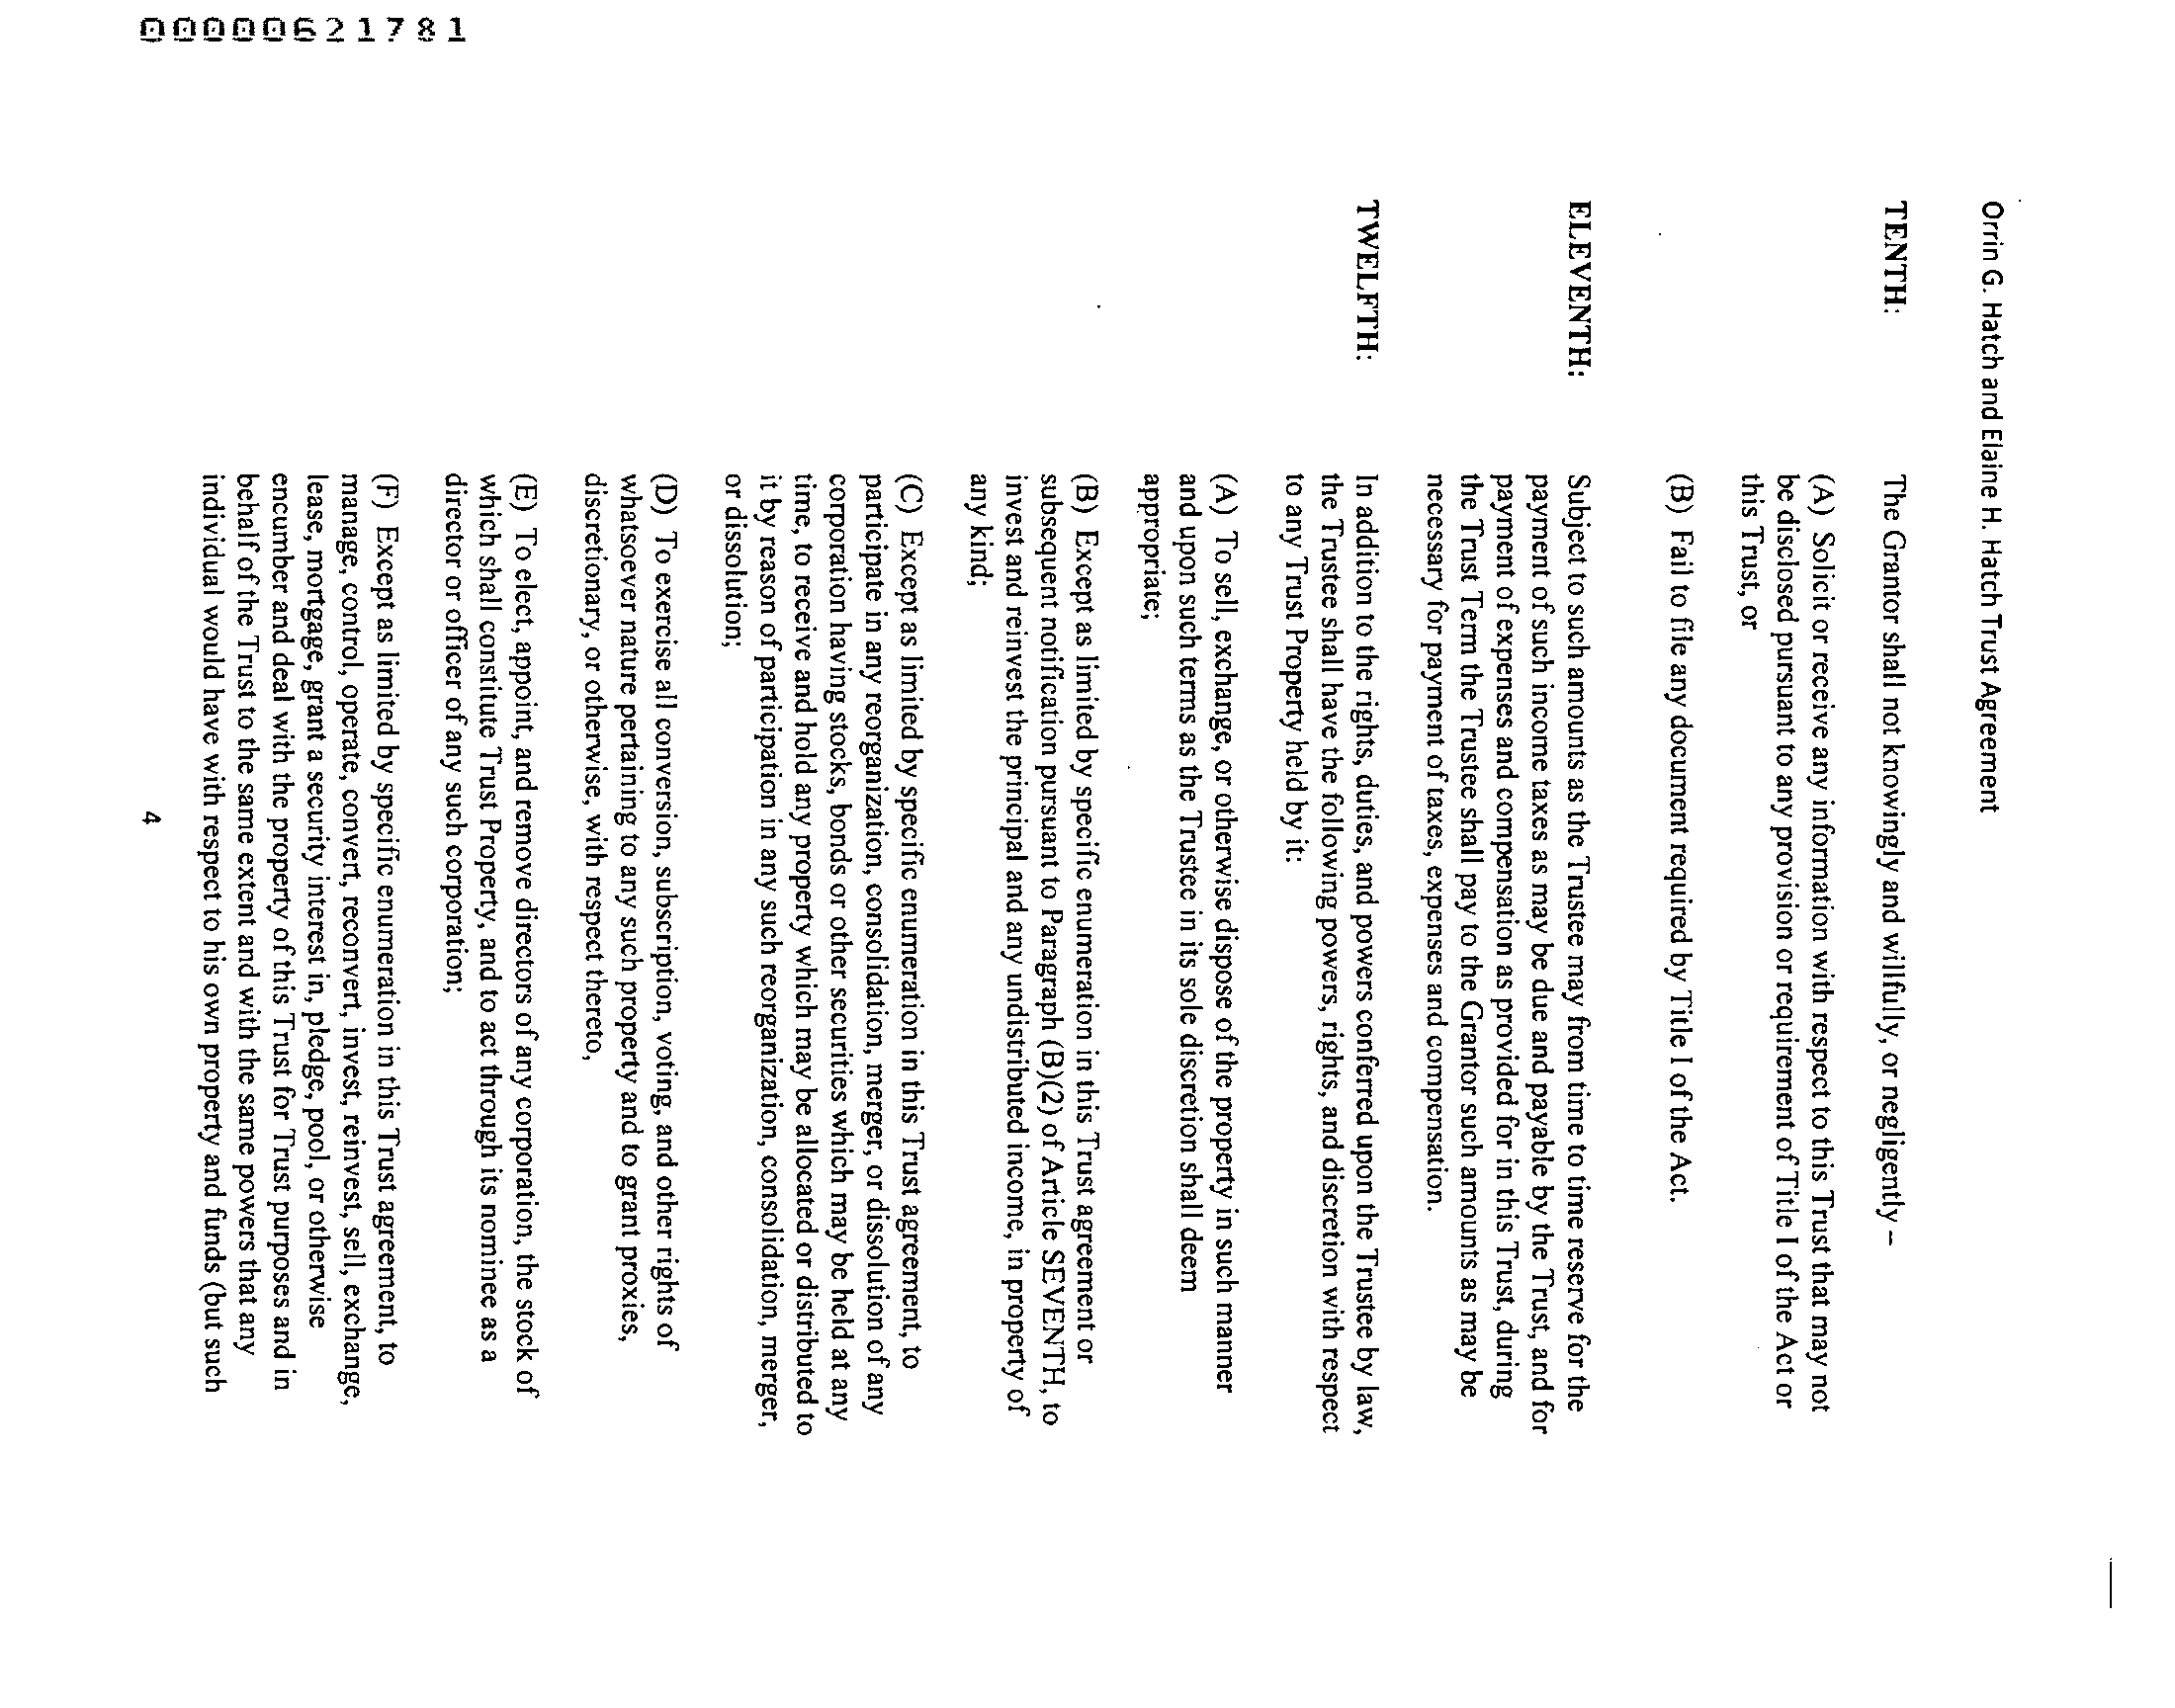 00000621781
Orrin G. Hatch and Elaine H. Hatch Trust Agreement
TENTH: The Grantor shall not knowingly and willfully, or negligently –
(A) Solicit or receive any information with respect to this Trust that may not
be disclosed pursuant to any provision or requirement of Title I of the Act or
this Trust, or
(B) Fail to file any document required by Title I of the Act.
ELEVENTH: Subject to such amounts as the Trustee may from time to time reserve for the
payment of such income taxes as may be due and payable by the Trust, and for
payment of expenses and compensation as provided for in this Trust, during
the Trust Term the Trustee shall pay to the Grantor such amounts as may be
necessary for payment of taxes, expenses and compensation.
TWELFTH: In addition to the rights, duties, and powers conferred upon the Trustee by law,
the Trustee shall have the following powers, rights, and discretion with respect
to any Trust Property held by it:
(A) To sell, exchange, or otherwise dispose of the property in such manner
and upon such terms as the Trustee in its sole discretion shall deem
appropriate;
(B) Except as limited by specific enumeration in this Trust agreement or
subsequent notification pursuant to Paragraph (B)(2) of Article SEVENTH, to
invest and reinvest the principal and any undistributed income, in property of
any kind;
(C) Except as limited by specific enumeration in this Trust agreement, to
participate in any reorganization, consolidation, merger, or dissolution of any
corporation having stocks, bonds or other securities which may be held at any
time, to receive and hold any property which may be allocated or distributed to
it by reason of participation in any such reorganization, consolidation, merger,
or dissolution;
(D) To exercise all conversion, subscription, voting, and other rights of
whatsoever nature pertaining to any such property and to grant proxies,
discretionary, or otherwise, with respect thereto,
(E) To elect, appoint, and remove directors of any corporation, the stock of
which shall constitute Trust Property, and to act through its nominee as a
director or officer of any such corporation;
(F) Except as limited by specific enumeration in this Trust agreement, to
manage, control, operate, convert, reconvert, invest, reinvest, sell, exchange,
lease, mortgage, grant a security interest in, pledge, pool, or otherwise
encumber and deal with the property of this Trust for Trust purposes and in
behalf of the Trust to the same extent and with the same powers that any
individual would have with respect to his own property and funds (but such
4